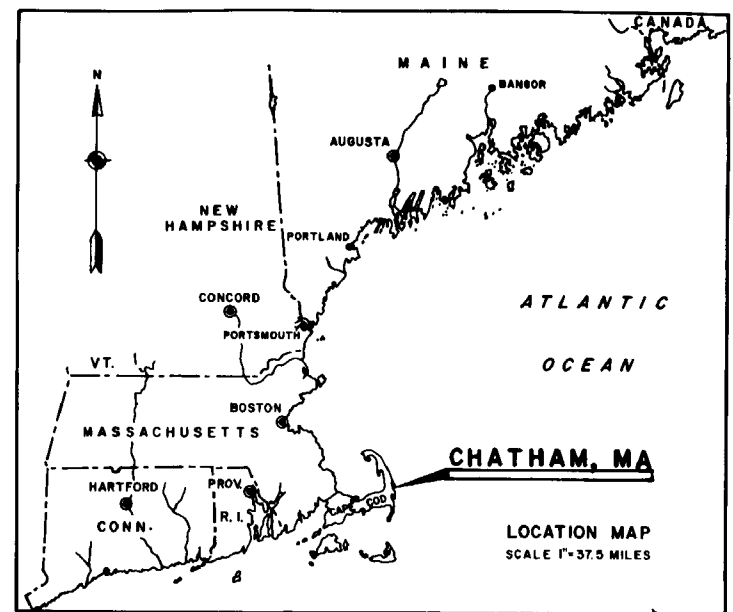 CANADA
MAINE
N
BANGOR
AUGUSTA
NEW
HAMPSHIRE
PORTLAND
CONCORD
ATLANTIC
PORTSMOUTH
VT.
OCEAN
BOSTON
MASSACHUSETTS
CHATHAM, MA
HARTFORD
PROV.
CAPE COD
R.I.
CONN.
LOCATION MAP
SCALE 1"=37.5 MILES